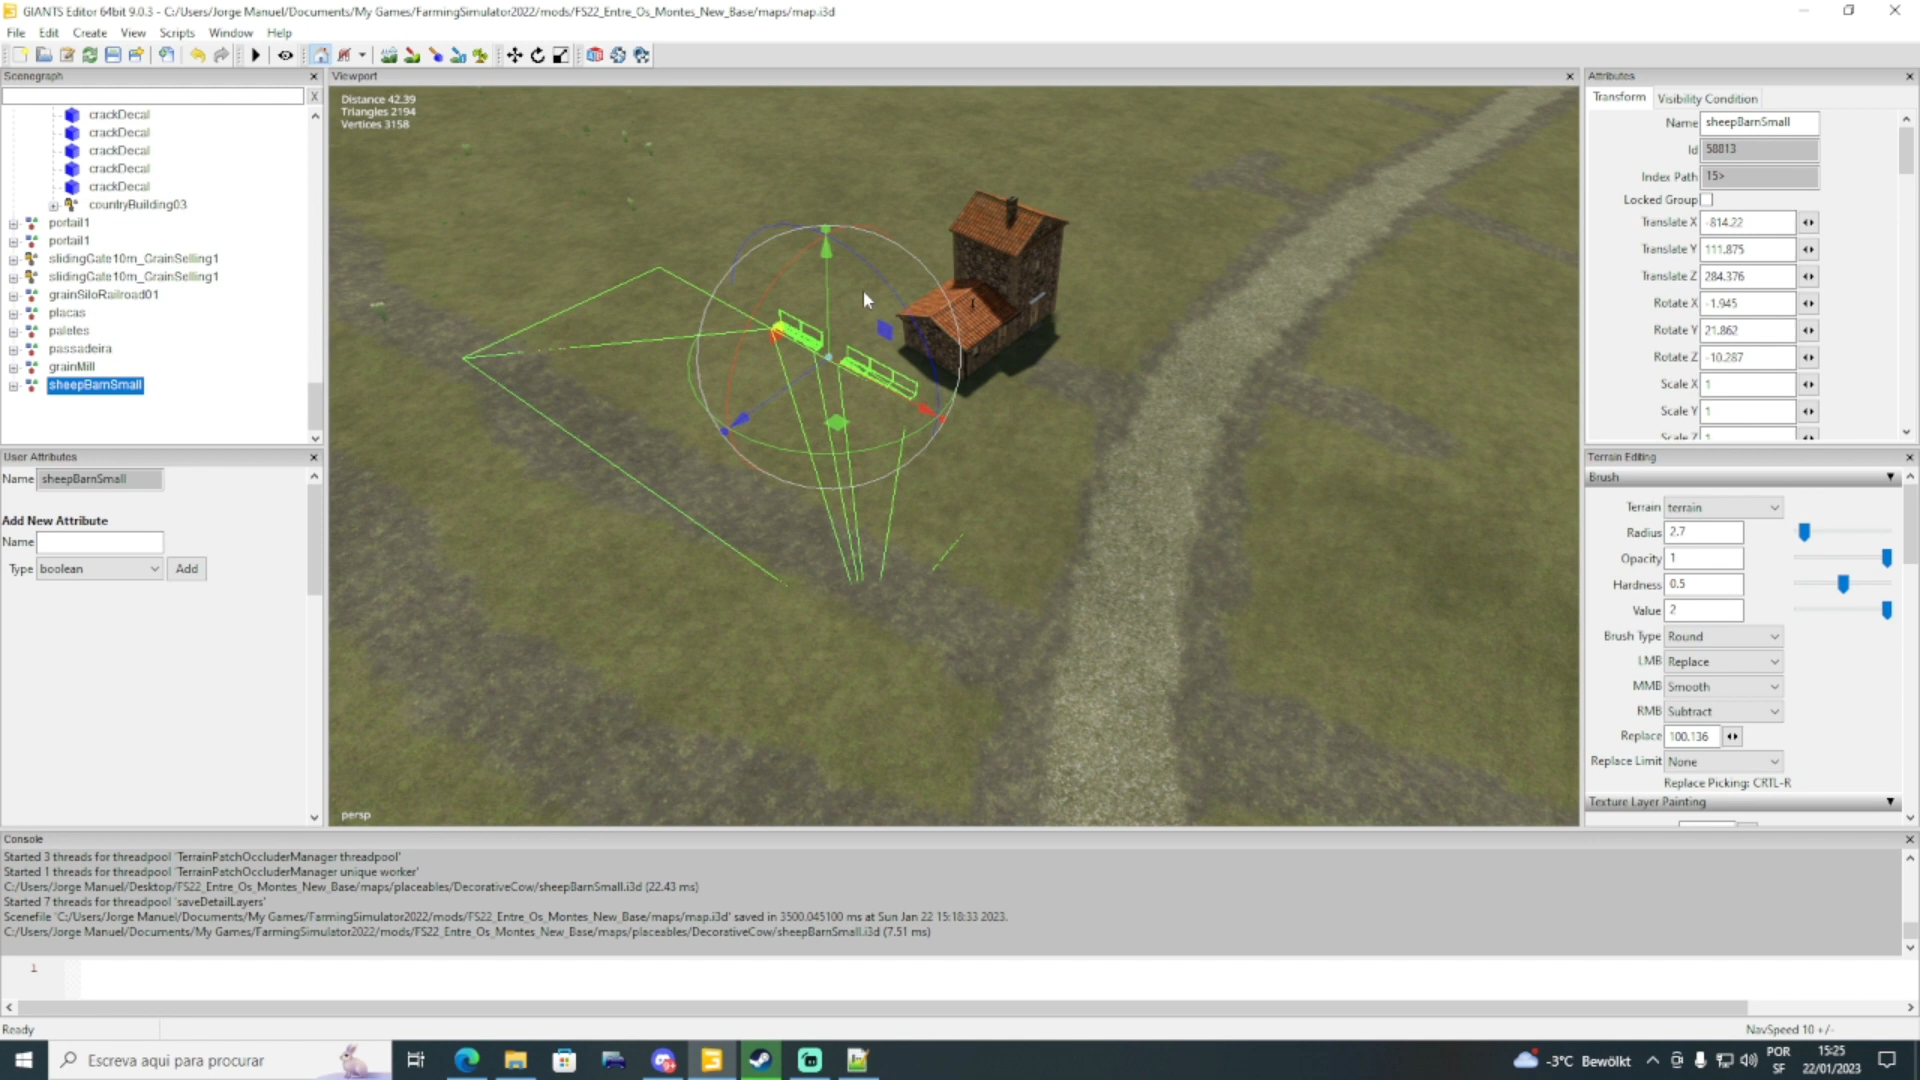 GIANTS Editor 64bit 9.0.3 - C:/Users/Jorge Manuel/Documents/My Games/FarmingSimulator2022/mods/FS22_Entre_Os_Montes_New_Base/maps/map.i3d
File Edit Create View Scripts Window Help
Scenegraph
X
crackDecal
crackDecal
crackDecal
crackDecal
crackDecal
countryBuilding03
portail1
portail1
slidingGate10m_GrainSelling1
slidingGate10m_GrainSelling1
grainSiloRailroad01
placas
paletes
passadeira
grainMill
sheepBarnSmall
User Attributes
Name sheepBarnSmall
Add New Attribute
Name
Type boolean Add
Viewport
Distance 42.39
Triangles 2194
Vertices 3158
persp
Attributes
Transform Visibility Condition
Name sheepBarnSmall
Id 58813
Index Path 15>
Locked Group
Translate X -814.22
Translate Y 111.875
Translate Z 284.376
Rotate X -1.945
Rotate Y 21.862
Rotate Z -10.287
Scale X 1
Scale Y 1
Scale Z 1
Terrain Editing
Brush
Terrain terrain
Radius 2.7
Opacity 1
Hardness 0.5
Value 2
Brush Type Round
LMB Replace
MMB Smooth
RMB Subtract
Replace 100.136
Replace Limit None
Replace Picking: CRTL-R
Texture Layer Painting
Console
Started 3 threads for threadpool 'TerrainPatchOccluderManager threadpool'
Started 1 threads for threadpool 'TerrainPatchOccluderManager unique worker'
C:/Users/Jorge Manuel/Desktop/FS22_Entre_Os_Montes_New_Base/maps/placeables/DecorativeCow/sheepBarnSmall.i3d (22.43 ms)
Started 7 threads for threadpool 'saveDetailLayers'
Scenefile 'C:/Users/Jorge Manuel/Documents/My Games/FarmingSimulator2022/mods/FS22_Entre_Os_Montes_New_Base/maps/map.i3d' saved in 3500.045100 ms at Sun Jan 22 15:18:33 2023.
C:/Users/Jorge Manuel/Documents/My Games/FarmingSimulator2022/mods/FS22_Entre_Os_Montes_New_Base/maps/placeables/DecorativeCow/sheepBarnSmall.i3d (7.51 ms)
1
Ready
NavSpeed 10 +/-
Escreva aqui para procurar
-3°C Bewölkt
POR
SF
15:25
22/01/2023